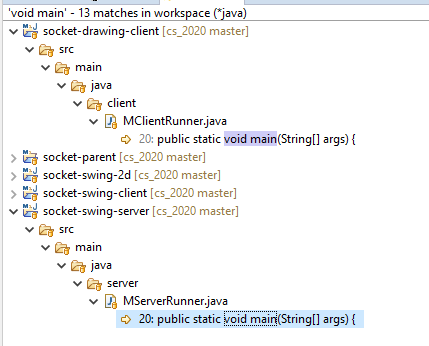 'void main' - 13 matches in workspace (*java)
socket-drawing-client [cs_2020 master]
src
main
java
client
MClientRunner.java
20: public static void main(String[] args) {
socket-parent [cs_2020 master]
socket-swing-2d [cs_2020 master]
socket-swing-client [cs_2020 master]
socket-swing-server [cs_2020 master]
src
main
java
server
MServerRunner.java
20: public static void main(String[] args) {